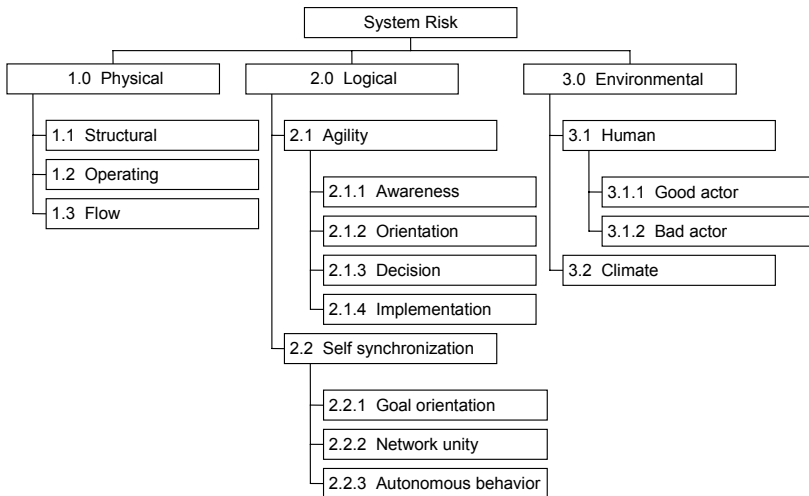 System Risk
1.0 Physical
2.0 Logical
3.0 Environmental
1.1 Structural
1.2 Operating
1.3 Flow
2.1 Agility
2.1.1 Awareness
2.1.2 Orientation
2.1.3 Decision
2.1.4 Implementation
2.2 Self synchronization
2.2.1 Goal orientation
2.2.2 Network unity
2.2.3 Autonomous behavior
3.1 Human
3.1.1 Good actor
3.1.2 Bad actor
3.2 Climate